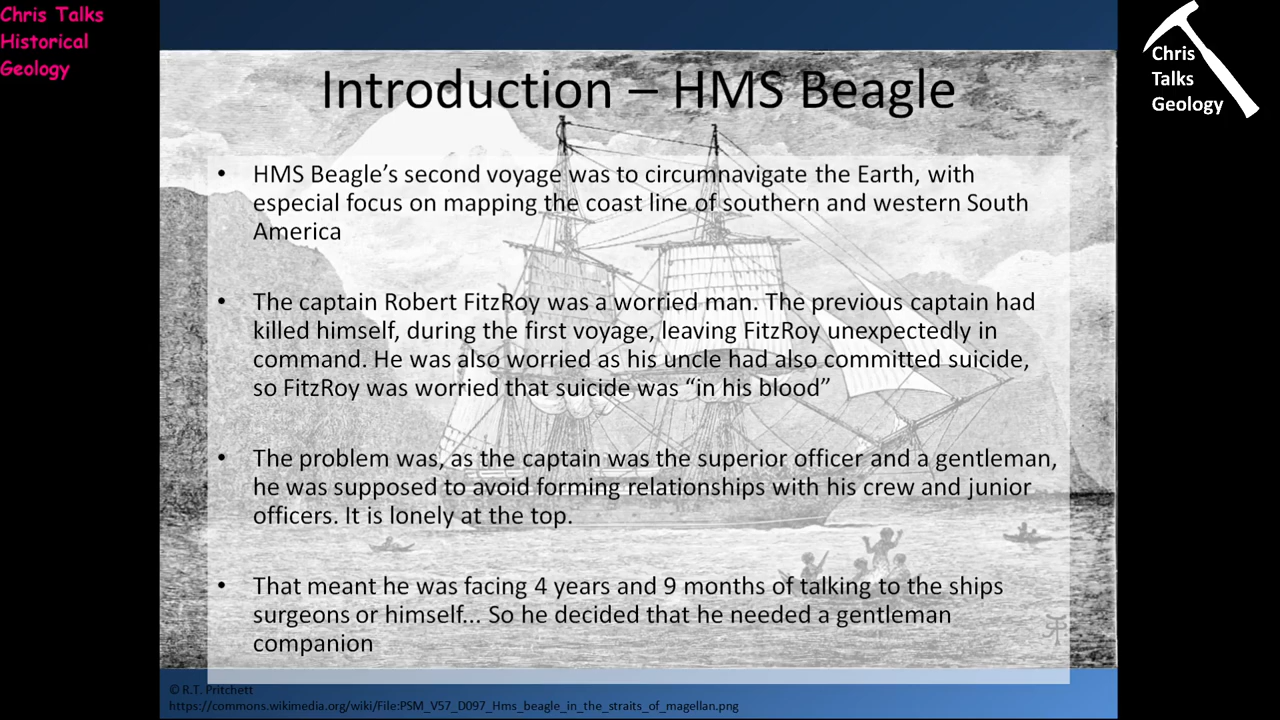 Chris Talks
Historical
Geology
Chris
Talks
Geology
Introduction – HMS Beagle
• HMS Beagle’s second voyage was to circumnavigate the Earth, with
especial focus on mapping the coast line of southern and western South
America
• The captain Robert FitzRoy was a worried man. The previous captain had
killed himself, during the first voyage, leaving FitzRoy unexpectedly in
command. He was also worried as his uncle had also committed suicide,
so FitzRoy was worried that suicide was “in his blood”
• The problem was, as the captain was the superior officer and a gentleman,
he was supposed to avoid forming relationships with his crew and junior
officers. It is lonely at the top.
• That meant he was facing 4 years and 9 months of talking to the ships
surgeons or himself... So he decided that he needed a gentleman
companion
© R.T. Pritchett
https://commons.wikimedia.org/wiki/File:PSM_V57_D097_Hms_beagle_in_the_straits_of_magellan.png